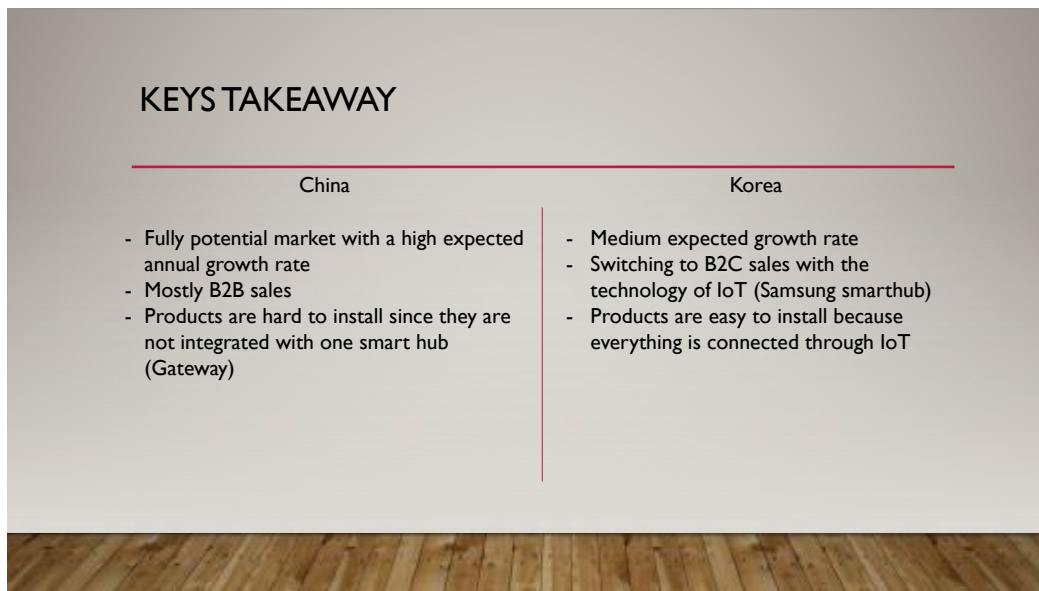 KEYS TAKEAWAY
China
- Fully potential market with a high expected
annual growth rate
- Mostly B2B sales
- Products are hard to install since they are
not integrated with one smart hub
(Gateway)
Korea
- Medium expected growth rate
- Switching to B2C sales with the
technology of IoT (Samsung smarthub)
- Products are easy to install because
everything is connected through IoT